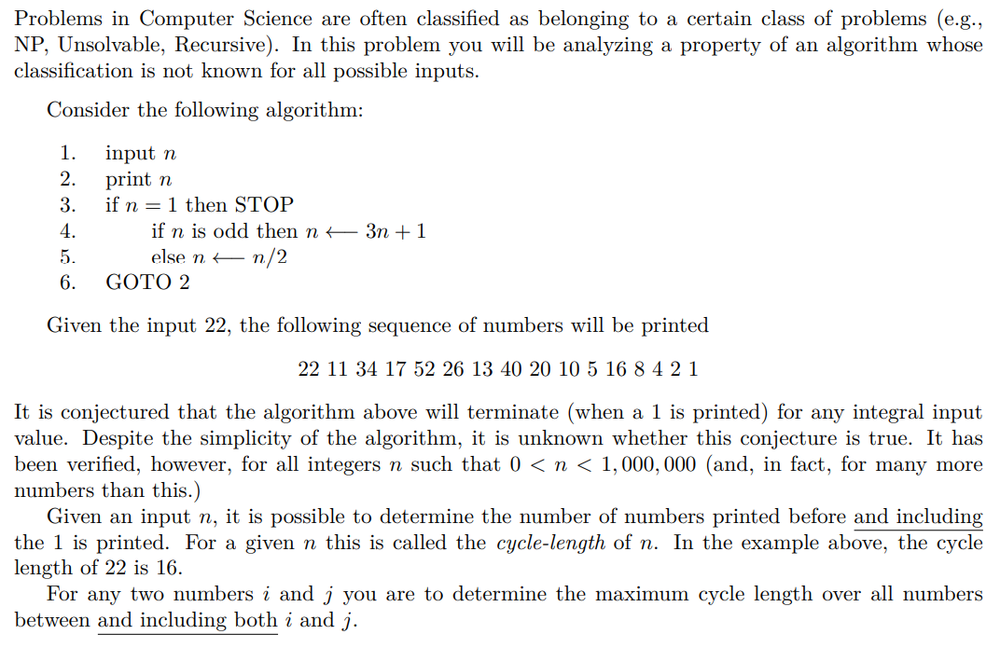 Problems in Computer Science are often classified as belonging to a certain class of problems (e.g.,
NP, Unsolvable, Recursive). In this problem you will be analyzing a property of an algorithm whose
classification is not known for all possible inputs.
Consider the following algorithm:
1. input n
2. print n
3. if n = 1 then STOP
4. if n is odd then n ⟵ 3n + 1
5. else n ⟵ n/2
6. GOTO 2
Given the input 22, the following sequence of numbers will be printed
22 11 34 17 52 26 13 40 20 10 5 16 8 4 2 1
It is conjectured that the algorithm above will terminate (when a 1 is printed) for any integral input
value. Despite the simplicity of the algorithm, it is unknown whether this conjecture is true. It has
been verified, however, for all integers n such that 0 < n < 1,000,000 (and, in fact, for many more
numbers than this.)
Given an input n, it is possible to determine the number of numbers printed before and including
the 1 is printed. For a given n this is called the cycle-length of n. In the example above, the cycle
length of 22 is 16.
For any two numbers i and j you are to determine the maximum cycle length over all numbers
between and including both i and j.